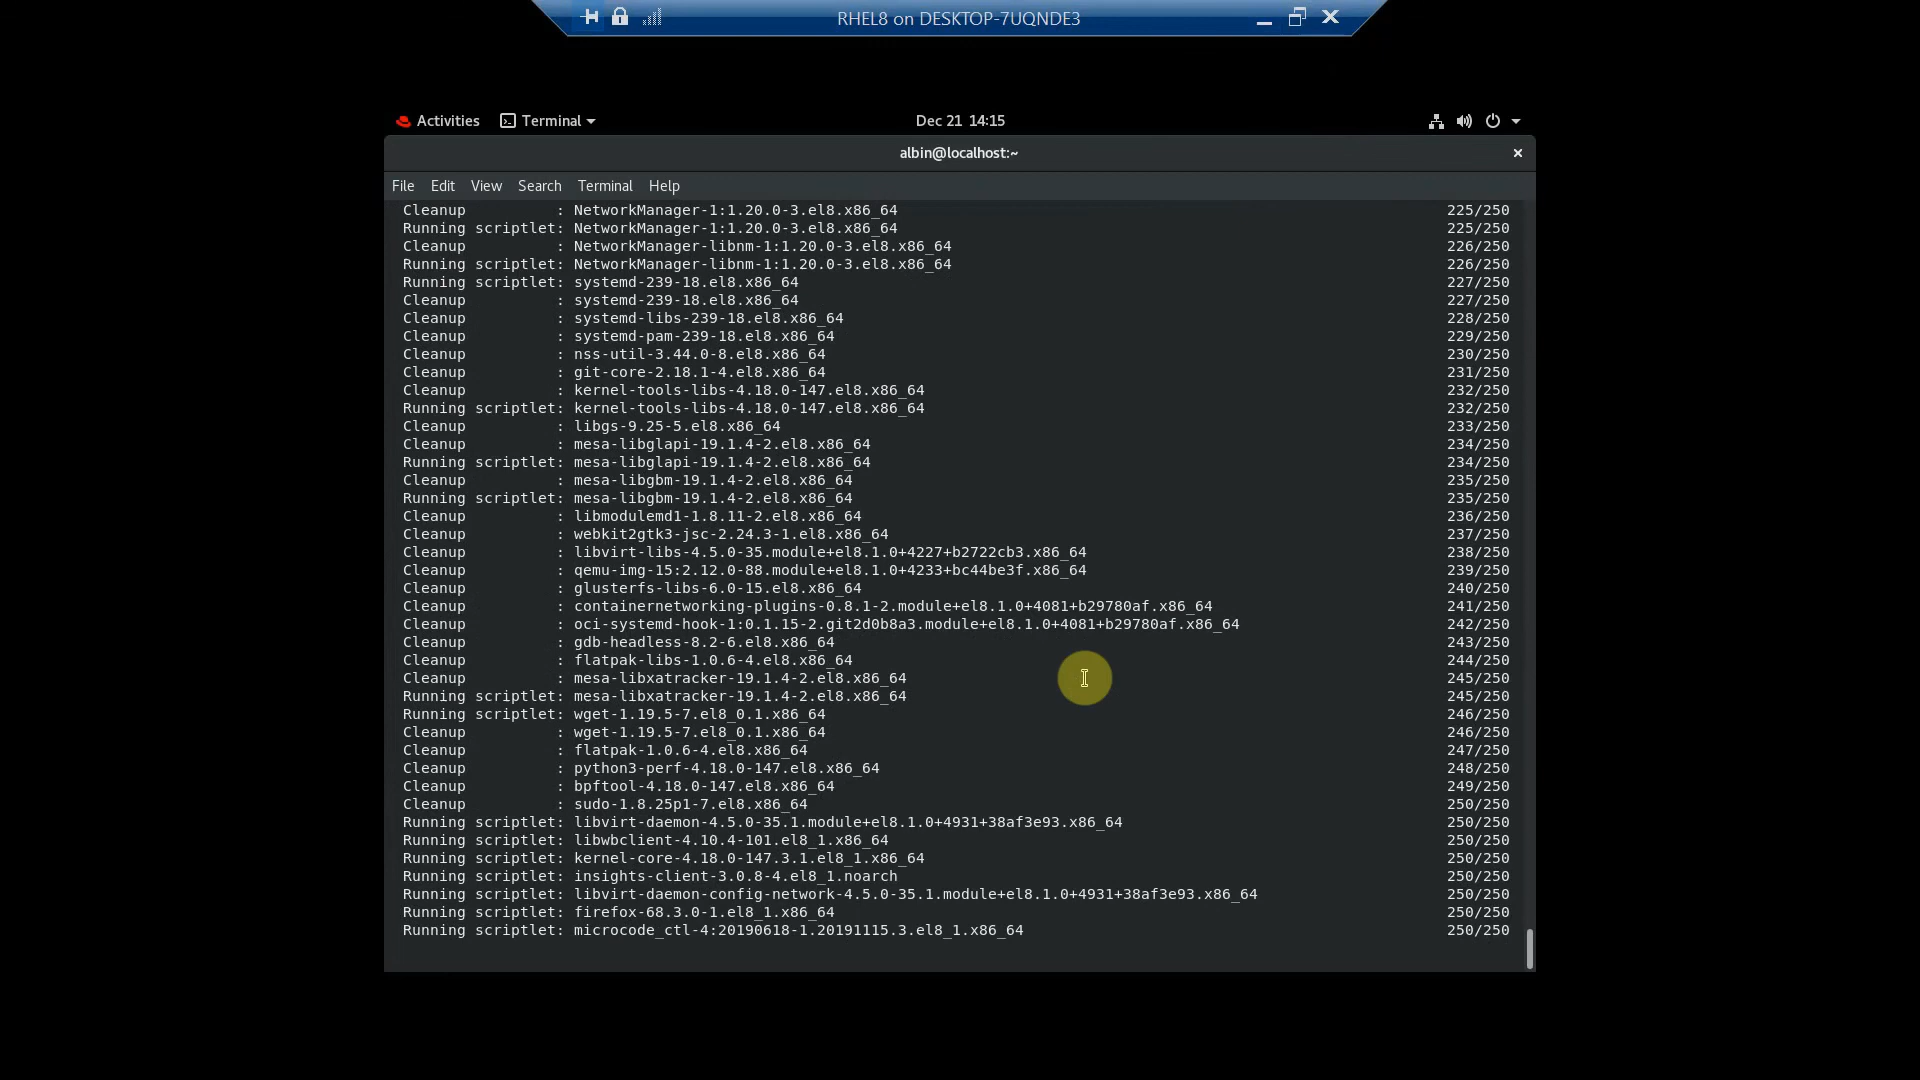 RHEL8 on DESKTOP-7UQNDE3
Activities Terminal Dec 21 14:15
albin@localhost:~
File Edit View Search Terminal Help
Cleanup : NetworkManager-1:1.20.0-3.el8.x86_64 225/250
Running scriptlet: NetworkManager-1:1.20.0-3.el8.x86_64 225/250
Cleanup : NetworkManager-libnm-1:1.20.0-3.el8.x86_64 226/250
Running scriptlet: NetworkManager-libnm-1:1.20.0-3.el8.x86_64 226/250
Running scriptlet: systemd-239-18.el8.x86_64 227/250
Cleanup : systemd-239-18.el8.x86_64 227/250
Cleanup : systemd-libs-239-18.el8.x86_64 228/250
Cleanup : systemd-pam-239-18.el8.x86_64 229/250
Cleanup : nss-util-3.44.0-8.el8.x86_64 230/250
Cleanup : git-core-2.18.1-4.el8.x86_64 231/250
Cleanup : kernel-tools-libs-4.18.0-147.el8.x86_64 232/250
Running scriptlet: kernel-tools-libs-4.18.0-147.el8.x86_64 232/250
Cleanup : libgs-9.25-5.el8.x86_64 233/250
Cleanup : mesa-libglapi-19.1.4-2.el8.x86_64 234/250
Running scriptlet: mesa-libglapi-19.1.4-2.el8.x86_64 234/250
Cleanup : mesa-libgbm-19.1.4-2.el8.x86_64 235/250
Running scriptlet: mesa-libgbm-19.1.4-2.el8.x86_64 235/250
Cleanup : libmodulemd1-1.8.11-2.el8.x86_64 236/250
Cleanup : webkit2gtk3-jsc-2.24.3-1.el8.x86_64 237/250
Cleanup : libvirt-libs-4.5.0-35.module+el8.1.0+4227+b2722cb3.x86_64 238/250
Cleanup : qemu-img-15:2.12.0-88.module+el8.1.0+4233+bc44be3f.x86_64 239/250
Cleanup : glusterfs-libs-6.0-15.el8.x86_64 240/250
Cleanup : containernetworking-plugins-0.8.1-2.module+el8.1.0+4081+b29780af.x86_64 241/250
Cleanup : oci-systemd-hook-1:0.1.15-2.git2d0b8a3.module+el8.1.0+4081+b29780af.x86_64 242/250
Cleanup : gdb-headless-8.2-6.el8.x86_64 243/250
Cleanup : flatpak-libs-1.0.6-4.el8.x86_64 244/250
Cleanup : mesa-libxatracker-19.1.4-2.el8.x86_64 245/250
Running scriptlet: mesa-libxatracker-19.1.4-2.el8.x86_64 245/250
Running scriptlet: wget-1.19.5-7.el8_0.1.x86_64 246/250
Cleanup : wget-1.19.5-7.el8_0.1.x86_64 246/250
Cleanup : flatpak-1.0.6-4.el8.x86_64 247/250
Cleanup : python3-perf-4.18.0-147.el8.x86_64 248/250
Cleanup : bpftool-4.18.0-147.el8.x86_64 249/250
Cleanup : sudo-1.8.25p1-7.el8.x86_64 250/250
Running scriptlet: libvirt-daemon-4.5.0-35.1.module+el8.1.0+4931+38af3e93.x86_64 250/250
Running scriptlet: libwbclient-4.10.4-101.el8_1.x86_64 250/250
Running scriptlet: kernel-core-4.18.0-147.3.1.el8_1.x86_64 250/250
Running scriptlet: insights-client-3.0.8-4.el8_1.noarch 250/250
Running scriptlet: libvirt-daemon-config-network-4.5.0-35.1.module+el8.1.0+4931+38af3e93.x86_64 250/250
Running scriptlet: firefox-68.3.0-1.el8_1.x86_64 250/250
Running scriptlet: microcode_ctl-4:20190618-1.20191115.3.el8_1.x86_64 250/250